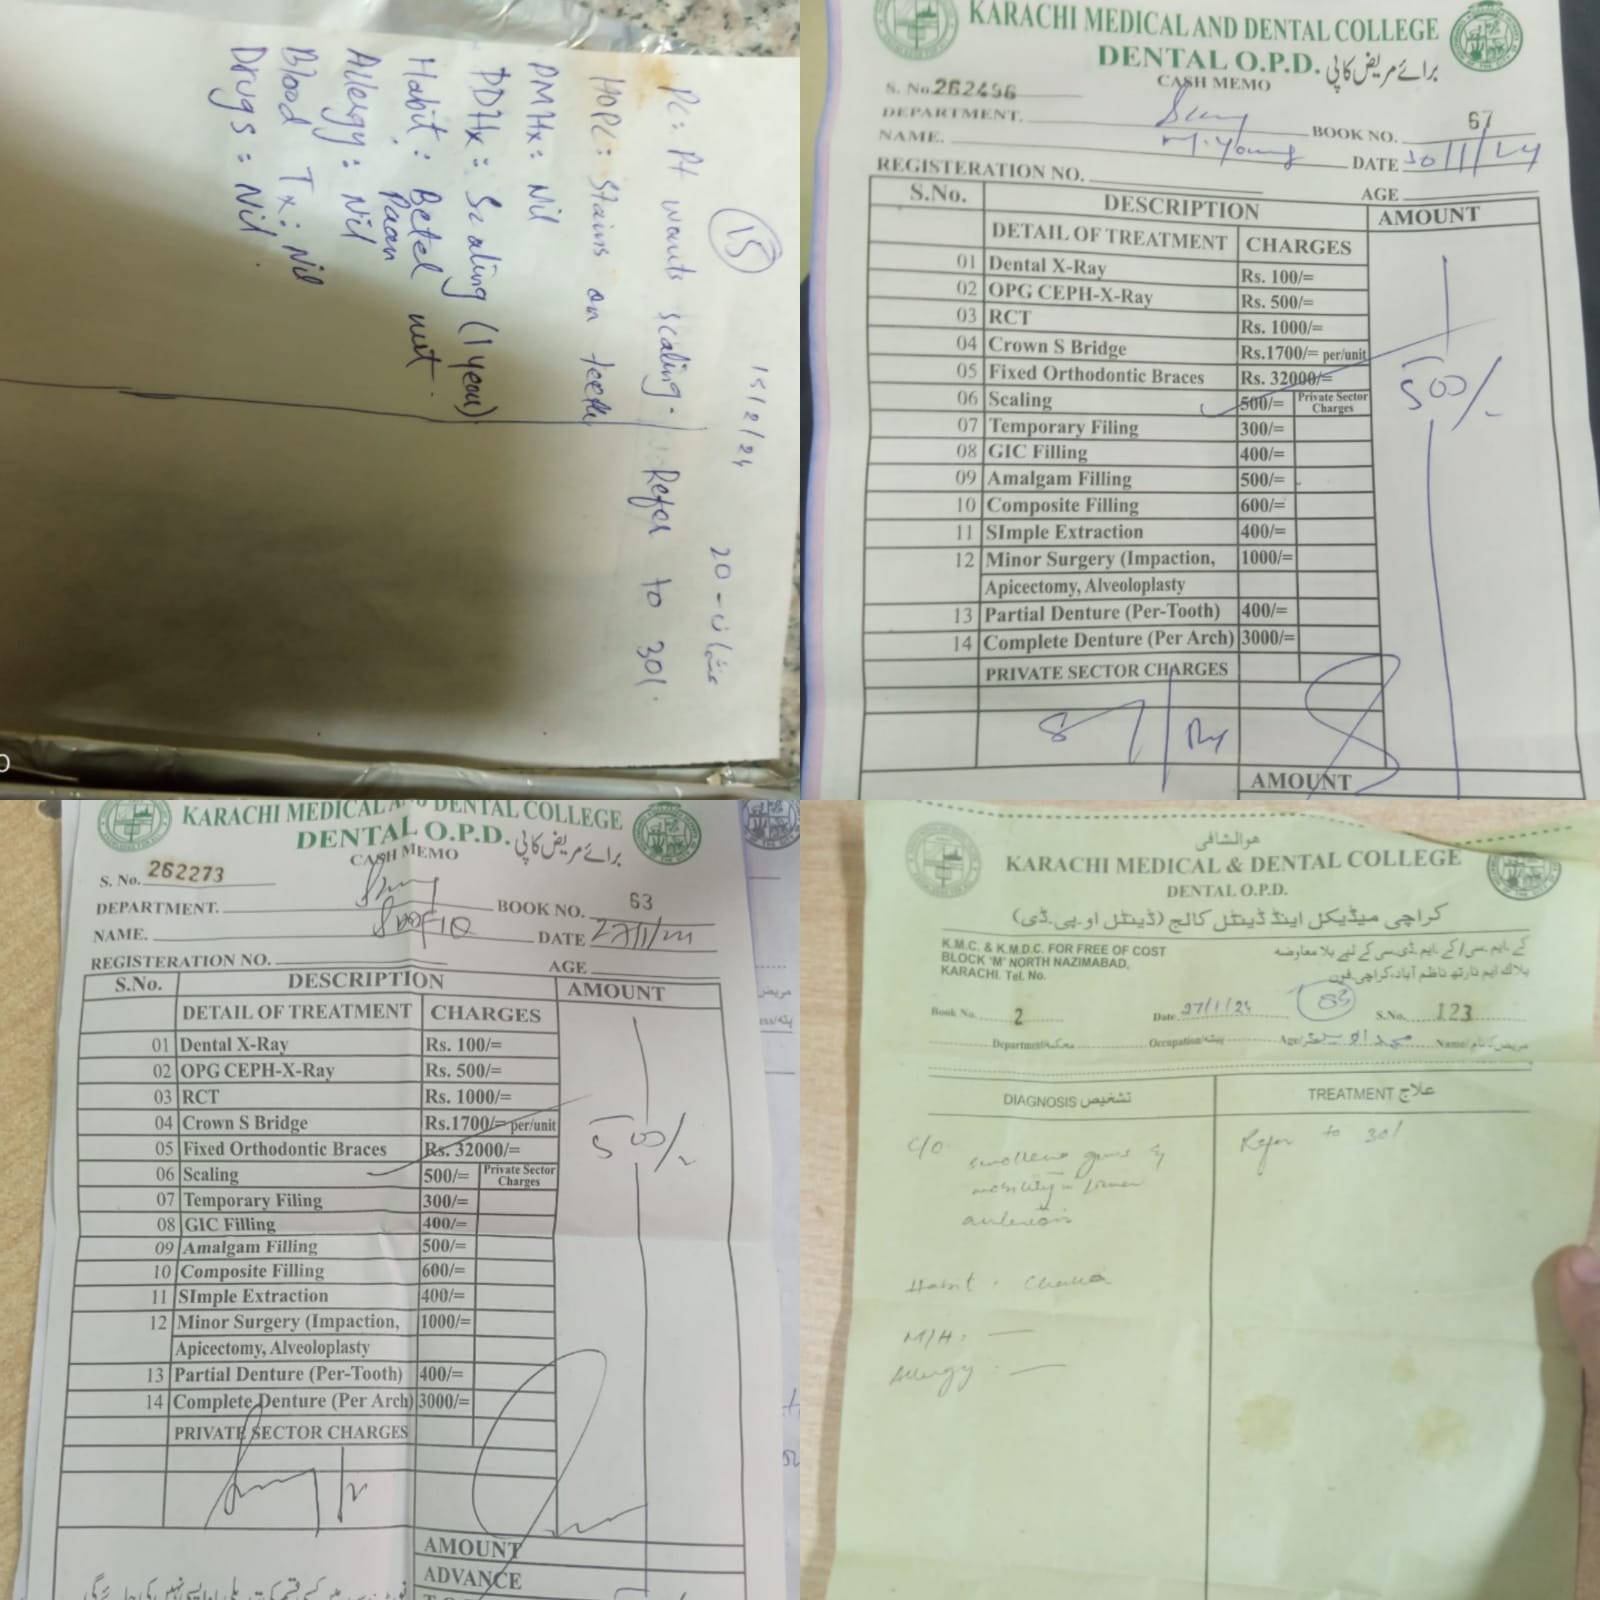 15/2/24
20 - عثمان
(15)
PC: Pt wants scaling. Refer to 301.
HOPC: Stains on teeth
PMHx: Nil
PDHx: Scaling (1 year)
Habit: Betel nut.
Paan
Allergy: Nil
Blood Tx: Nil
Drugs: Nil.
KARACHI MEDICAL AND DENTAL COLLEGE
DENTAL O.P.D. برائے مریض کاپی
CASH MEMO
S. No. 262456
DEPARTMENT.
BOOK NO. 67
NAME. M. Young DATE 30/1/24
REGISTERATION NO. AGE
S.No. DESCRIPTION AMOUNT
DETAIL OF TREATMENT CHARGES
01 Dental X-Ray Rs. 100/=
02 OPG CEPH-X-Ray Rs. 500/=
03 RCT Rs. 1000/=
04 Crown S Bridge Rs.1700/= per/unit
05 Fixed Orthodontic Braces Rs. 32000/=
06 Scaling 500/= Private Sector Charges 500/-
07 Temporary Filing 300/=
08 GIC Filling 400/=
09 Amalgam Filling 500/=
10 Composite Filling 600/=
11 SImple Extraction 400/=
12 Minor Surgery (Impaction, 1000/=
Apicectomy, Alveoloplasty
13 Partial Denture (Per-Tooth) 400/=
14 Complete Denture (Per Arch) 3000/=
PRIVATE SECTOR CHARGES
AMOUNT
KARACHI MEDICAL AND DENTAL COLLEGE
DENTAL O.P.D. برائے مریض کاپی
CASH MEMO
S. No. 262273
DEPARTMENT.
BOOK NO. 63
NAME. DATE 27/1/24
REGISTERATION NO. AGE
S.No. DESCRIPTION AMOUNT
DETAIL OF TREATMENT CHARGES
01 Dental X-Ray Rs. 100/=
02 OPG CEPH-X-Ray Rs. 500/=
03 RCT Rs. 1000/=
04 Crown S Bridge Rs.1700/= per/unit
05 Fixed Orthodontic Braces Rs. 32000/=
06 Scaling 500/= Private Sector Charges 500/-
07 Temporary Filing 300/=
08 GIC Filling 400/=
09 Amalgam Filling 500/=
10 Composite Filling 600/=
11 SImple Extraction 400/=
12 Minor Surgery (Impaction, 1000/=
Apicectomy, Alveoloplasty
13 Partial Denture (Per-Tooth) 400/=
14 Complete Denture (Per Arch) 3000/=
PRIVATE SECTOR CHARGES
AMOUNT
ADVANCE
ھوالشافی
KARACHI MEDICAL & DENTAL COLLEGE
DENTAL O.P.D.
کراچی میڈیکل اینڈ ڈینٹل کالج (ڈینٹل او۔پی۔ڈی)
K.M.C. & K.M.D.C. FOR FREE OF COST
BLOCK 'M' NORTH NAZIMABAD,
KARACHI. Tel. No.
کے۔ایم۔سی/کے۔ایم۔ڈی۔سی کے لیے بلا معاوضہ
بلاک ایم نارتھ ناظم آباد، کراچی فون
Book No. 2 Date 27/1/24 (83) S.No. 123
Department/محکمہ Occupation/پیشہ Age/عمر Name/مریض کا نام
DIAGNOSIS تشخیص TREATMENT علاج
C/O. swollen gums & Refer to 301
mobility in lower
anteriors
Habit: Chalia
M/H: —
Allergy: —